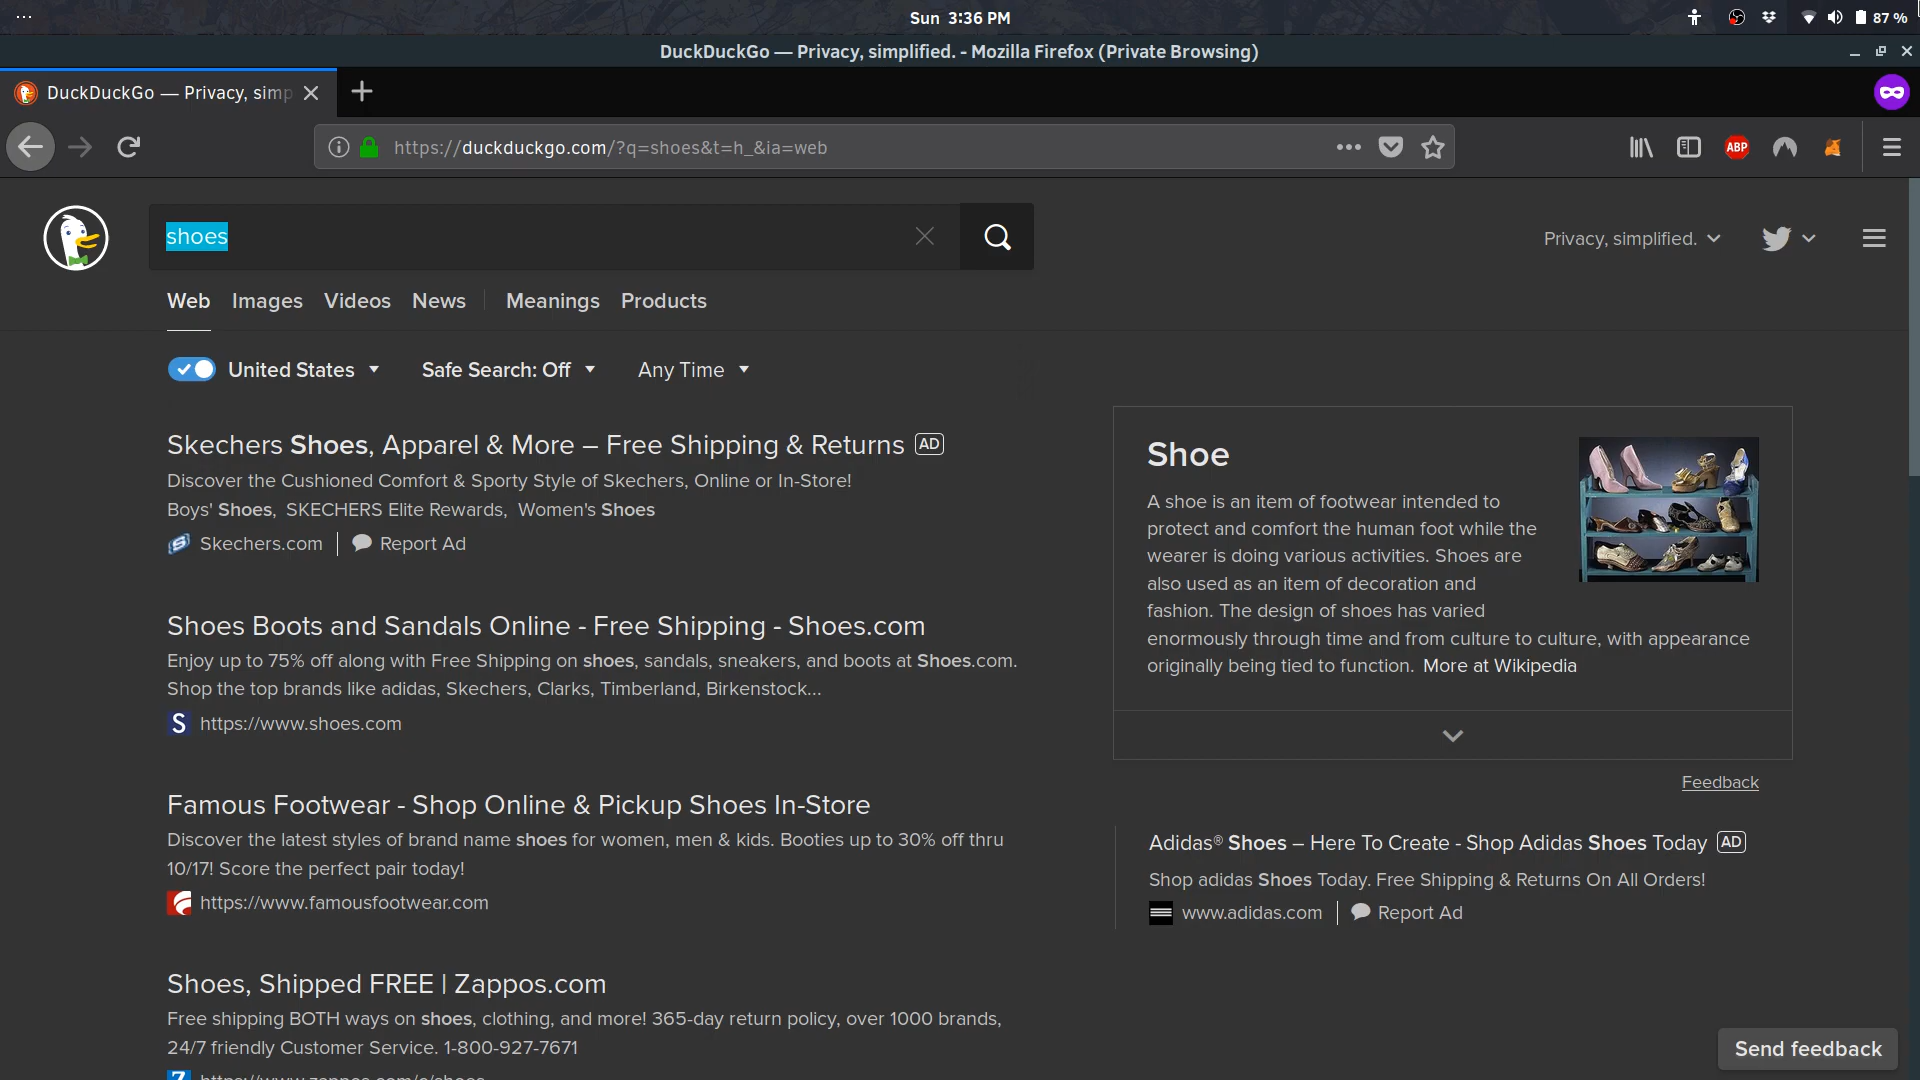 Sun 3:36 PM
87 %
DuckDuckGo — Privacy, simplified. - Mozilla Firefox (Private Browsing)
DuckDuckGo — Privacy, simp
https://duckduckgo.com/?q=shoes&t=h_&ia=web
ABP
shoes
Privacy, simplified.
Web Images Videos News Meanings Products
United States Safe Search: Off Any Time
Skechers Shoes, Apparel & More – Free Shipping & Returns AD
Discover the Cushioned Comfort & Sporty Style of Skechers, Online or In-Store!
Boys' Shoes, SKECHERS Elite Rewards, Women's Shoes
Skechers.com Report Ad
Shoes Boots and Sandals Online - Free Shipping - Shoes.com
Enjoy up to 75% off along with Free Shipping on shoes, sandals, sneakers, and boots at Shoes.com.
Shop the top brands like adidas, Skechers, Clarks, Timberland, Birkenstock...
S https://www.shoes.com
Famous Footwear - Shop Online & Pickup Shoes In-Store
Discover the latest styles of brand name shoes for women, men & kids. Booties up to 30% off thru
10/17! Score the perfect pair today!
https://www.famousfootwear.com
Shoes, Shipped FREE | Zappos.com
Free shipping BOTH ways on shoes, clothing, and more! 365-day return policy, over 1000 brands,
24/7 friendly Customer Service. 1-800-927-7671
https://www.zappos.com/c/shoes
Shoe
A shoe is an item of footwear intended to
protect and comfort the human foot while the
wearer is doing various activities. Shoes are
also used as an item of decoration and
fashion. The design of shoes has varied
enormously through time and from culture to culture, with appearance
originally being tied to function. More at Wikipedia
Feedback
Adidas® Shoes – Here To Create - Shop Adidas Shoes Today AD
Shop adidas Shoes Today. Free Shipping & Returns On All Orders!
www.adidas.com Report Ad
Send feedback